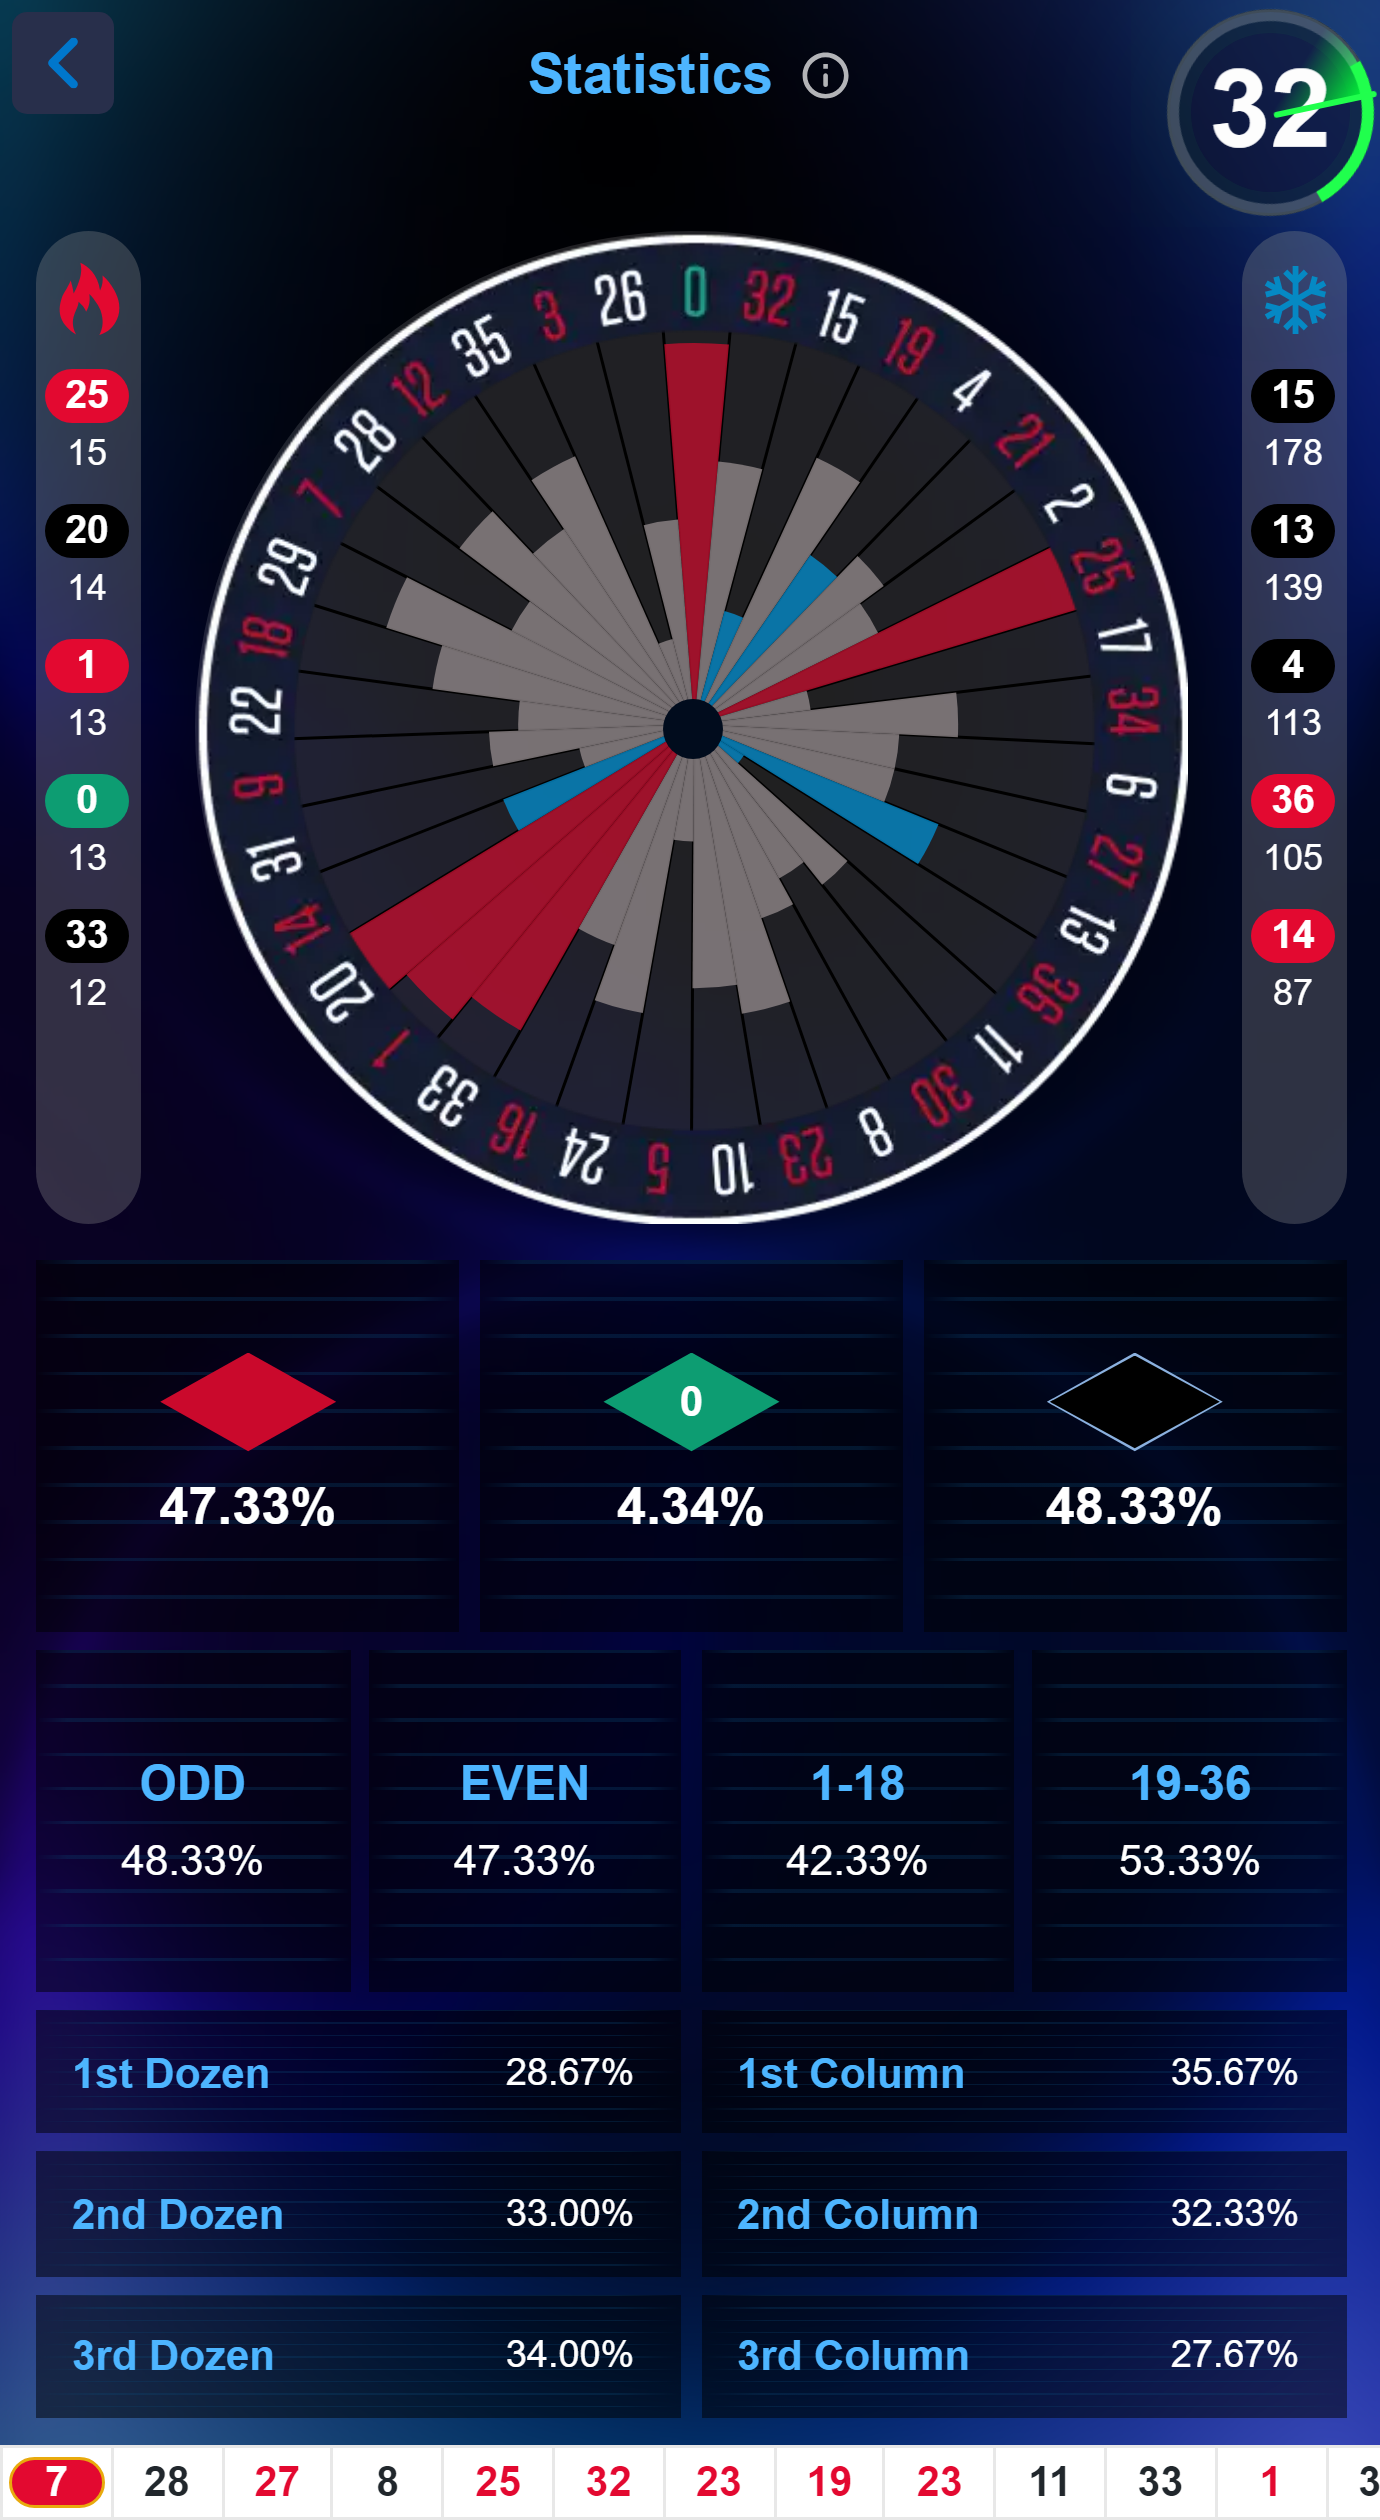 Statistics
32
25
15
20
14
1
13
0
13
33
12
0 32 15 19 4 21 2 25 17 34 6 27 13 36 11 30 8 23 10 5 24 16 33 1 20 14 31 9 22 18 29 7 28 12 35 3 26
15
178
13
139
4
113
36
105
14
87
0
47.33% 4.34% 48.33%
ODD EVEN 1-18 19-36
48.33% 47.33% 42.33% 53.33%
1st Dozen 28.67% 1st Column 35.67%
2nd Dozen 33.00% 2nd Column 32.33%
3rd Dozen 34.00% 3rd Column 27.67%
7 28 27 8 25 32 23 19 23 11 33 1